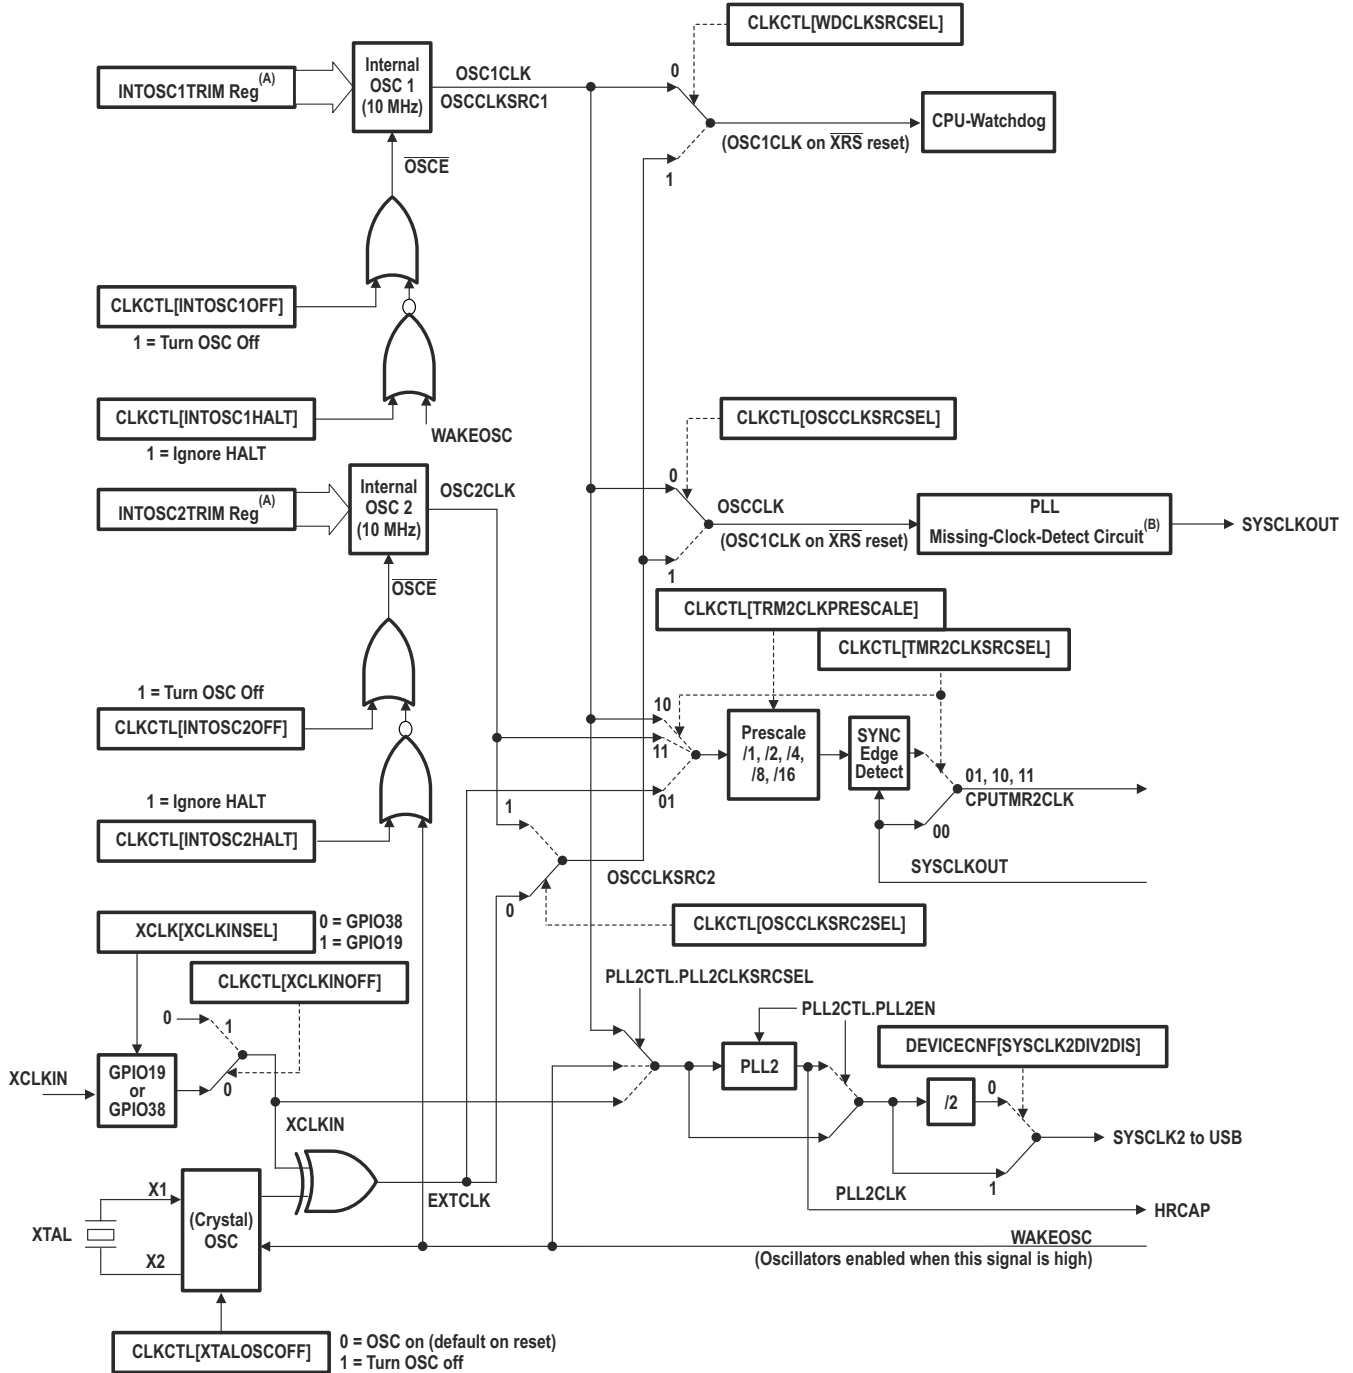 CLKCTL[WDCLKSRCSEL]
Internal
OSC 1
(10 MHz)
OSC1CLK
OSCCLKSRC1
INTOSC1TRIM Reg(A)
0
CPU-Watchdog
(OSC1CLK on XRS reset)
1
OSCE
CLKCTL[INTOSC1OFF]
1 = Turn OSC Off
CLKCTL[INTOSC1HALT]
1 = Ignore HALT
WAKEOSC
CLKCTL[OSCCLKSRCSEL]
Internal
OSC 2
(10 MHz)
OSC2CLK
INTOSC2TRIM Reg(A)
0
OSCCLK
(OSC1CLK on XRS reset)
1
PLL
Missing-Clock-Detect Circuit(B)
SYSCLKOUT
OSCE
CLKCTL[TRM2CLKPRESCALE]
CLKCTL[TMR2CLKSRCSEL]
1 = Turn OSC Off
CLKCTL[INTOSC2OFF]
10
11
01
Prescale
/1, /2, /4,
/8, /16
SYNC
Edge
Detect
01, 10, 11
CPUTMR2CLK
00
SYSCLKOUT
1 = Ignore HALT
CLKCTL[INTOSC2HALT]
1
0
OSCCLKSRC2
CLKCTL[OSCCLKSRC2SEL]
XCLK[XCLKINSEL]
0 = GPIO38
1 = GPIO19
CLKCTL[XCLKINOFF]
PLL2CTL.PLL2CLKSRCSEL
PLL2CTL.PLL2EN
DEVICECNF[SYSCLK2DIV2DIS]
0
1
0
XCLKIN
GPIO19
or
GPIO38
XCLKIN
PLL2
/2
0
1
SYSCLK2 to USB
PLL2CLK
HRCAP
EXTCLK
WAKEOSC
(Oscillators enabled when this signal is high)
XTAL
X1
X2
(Crystal)
OSC
CLKCTL[XTALOSCOFF]
0 = OSC on (default on reset)
1 = Turn OSC off